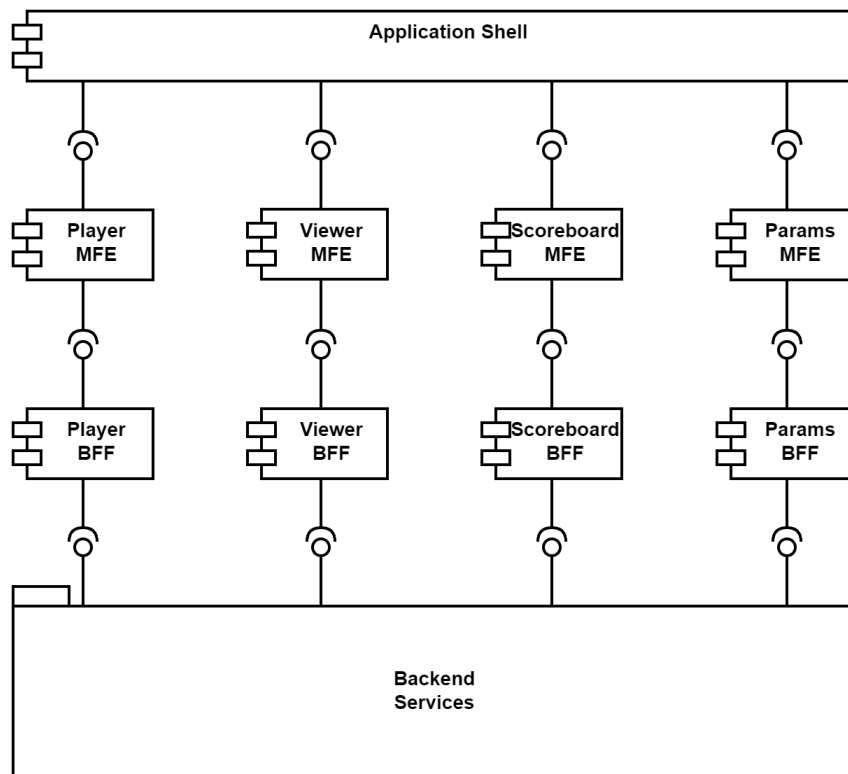 Application Shell
Player
MFE
Viewer
MFE
Scoreboard
MFE
Params
MFE
Player
BFF
Viewer
BFF
Scoreboard
BFF
Params
BFF
Backend
Services